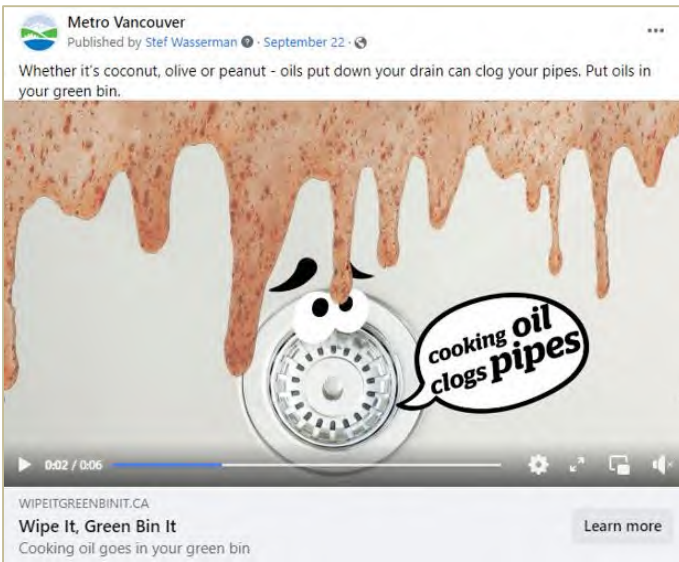 Metro Vancouver
Published by Stef Wasserman · September 22 ·
Whether it's coconut, olive or peanut - oils put down your drain can clog your pipes. Put oils in
your green bin.
cooking oil
clogs pipes
0:02 / 0:06
WIPEITGREENBINIT.CA
Wipe It, Green Bin It
Learn more
Cooking oil goes in your green bin